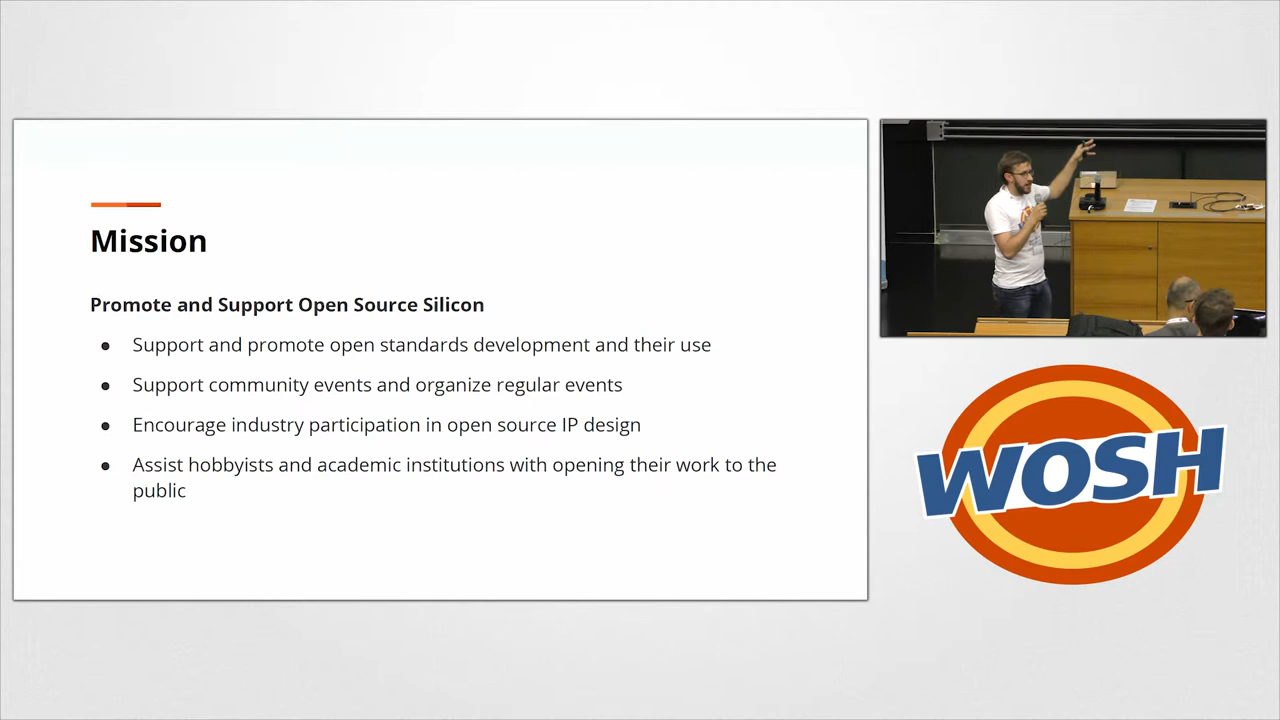 Mission
Promote and Support Open Source Silicon
● Support and promote open standards development and their use
● Support community events and organize regular events
● Encourage industry participation in open source IP design
● Assist hobbyists and academic institutions with opening their work to the
public
WOSH